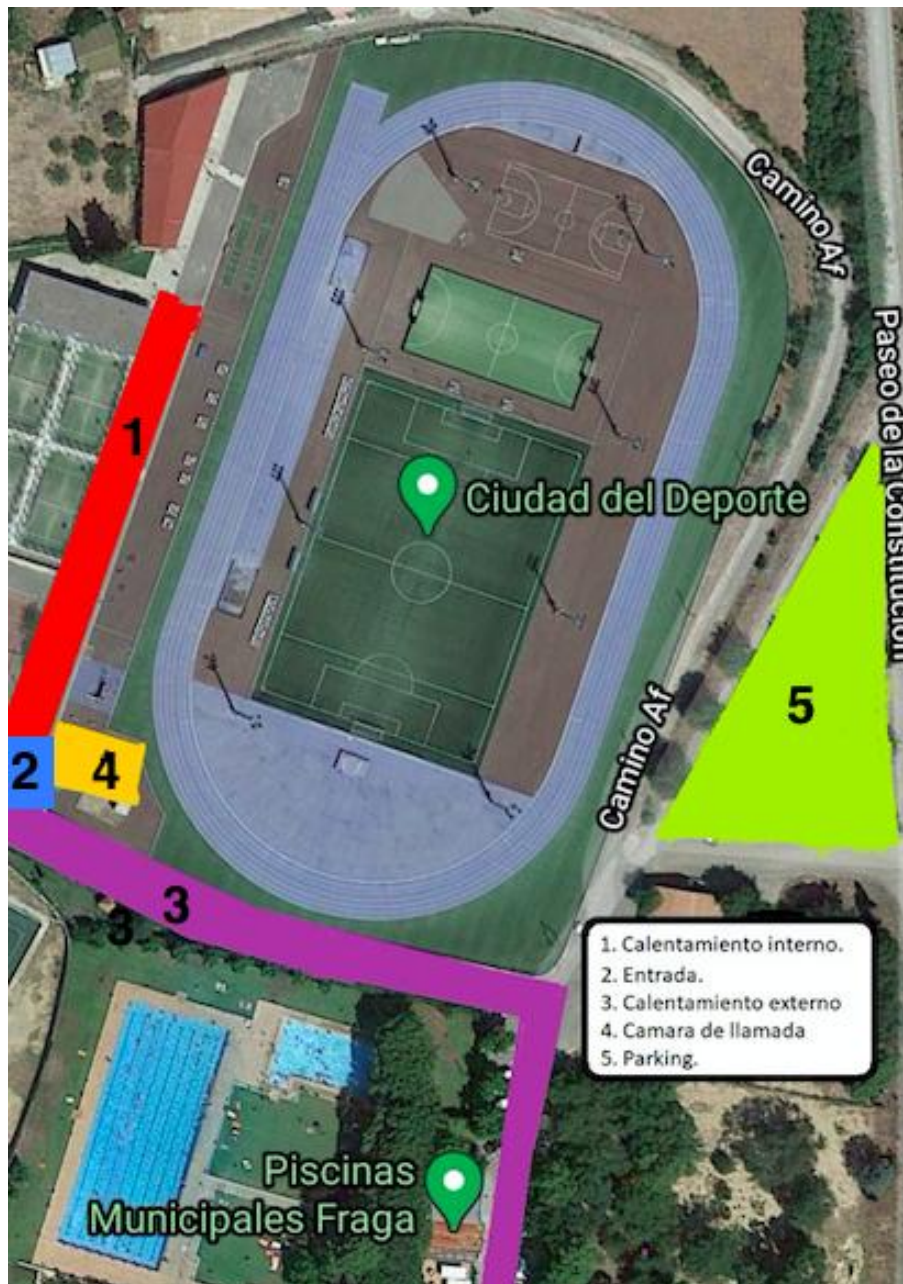 Camino Af
Paseo de la Constitución
1
Ciudad del Deporte
5
Camino Af
2
4
3
3
1. Calentamiento interno.
2. Entrada.
3. Calentamiento externo
4. Camara de llamada
5. Parking.
Piscinas
Municipales Fraga